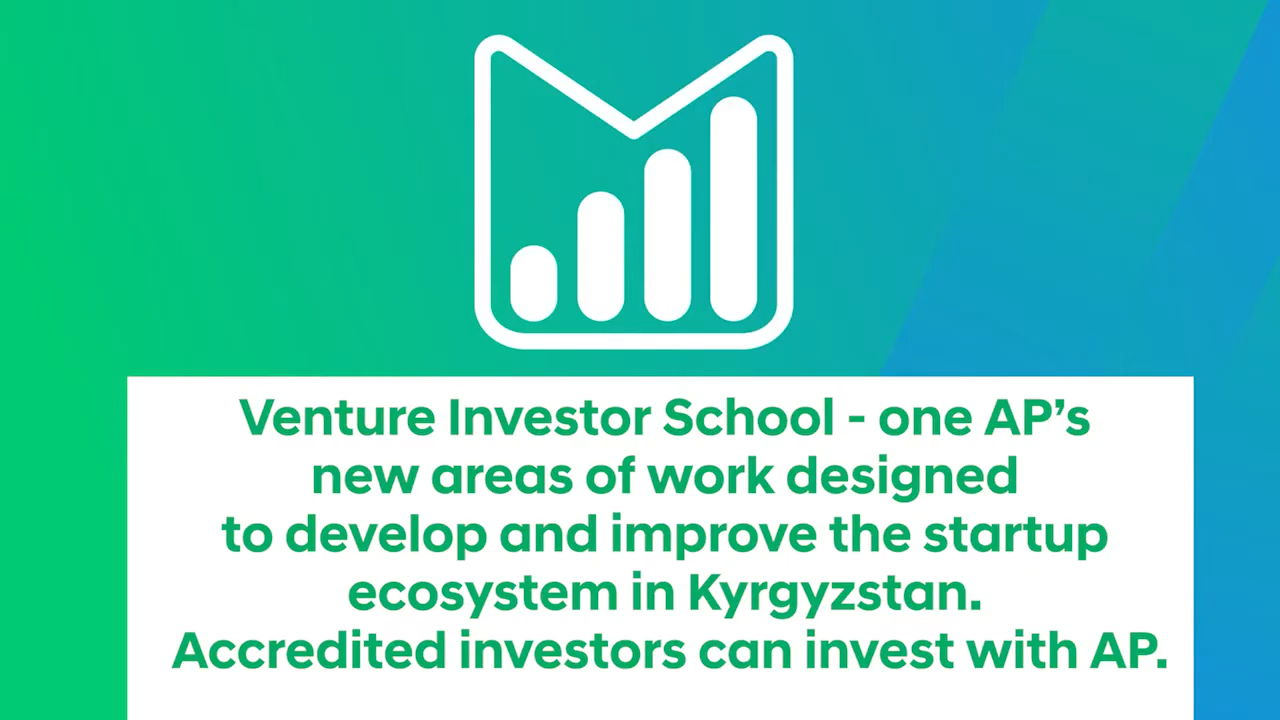 Venture Investor School - one AP’s
new areas of work designed
to develop and improve the startup
ecosystem in Kyrgyzstan.
Accredited investors can invest with AP.